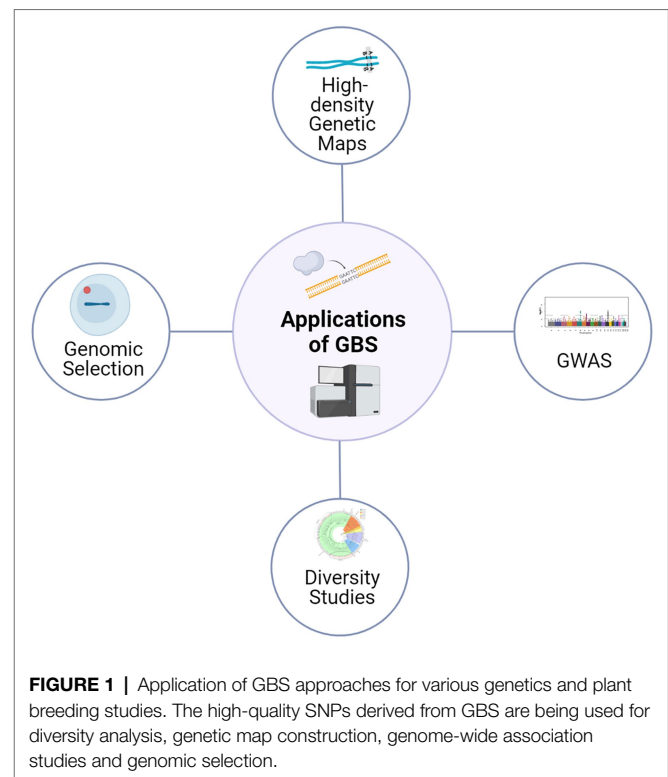 High-
density
Genetic
Maps
GAATTC
GAATTC
Applications
of GBS
Genomic
Selection
GWAS
Diversity
Studies
FIGURE 1 | Application of GBS approaches for various genetics and plant
breeding studies. The high-quality SNPs derived from GBS are being used for
diversity analysis, genetic map construction, genome-wide association
studies and genomic selection.